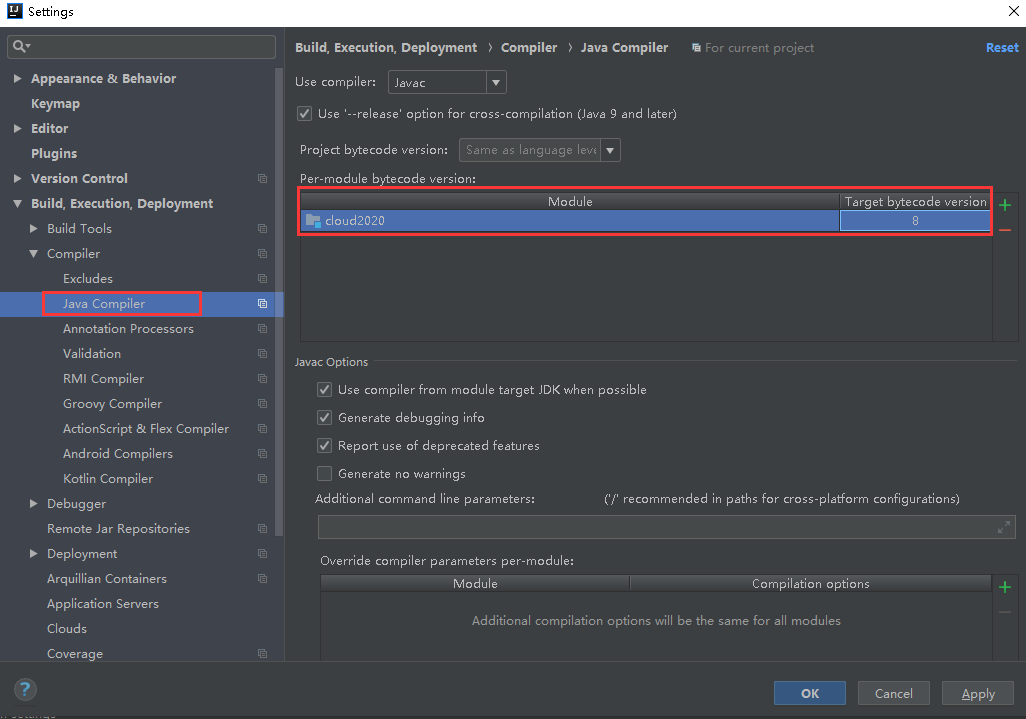 Settings
Build, Execution, Deployment › Compiler › Java Compiler For current project Reset
Appearance & Behavior
Keymap
Editor
Plugins
Version Control
Build, Execution, Deployment
Build Tools
Compiler
Excludes
Java Compiler
Annotation Processors
Validation
RMI Compiler
Groovy Compiler
ActionScript & Flex Compiler
Android Compilers
Kotlin Compiler
Debugger
Remote Jar Repositories
Deployment
Arquillian Containers
Application Servers
Clouds
Coverage
Use compiler: Javac
Use '--release' option for cross-compilation (Java 9 and later)
Project bytecode version: Same as language leve
Per-module bytecode version:
Module Target bytecode version
cloud2020 8
Javac Options
Use compiler from module target JDK when possible
Generate debugging info
Report use of deprecated features
Generate no warnings
Additional command line parameters: ('/' recommended in paths for cross-platform configurations)
Override compiler parameters per-module:
Module Compilation options
Additional compilation options will be the same for all modules
? OK Cancel Apply